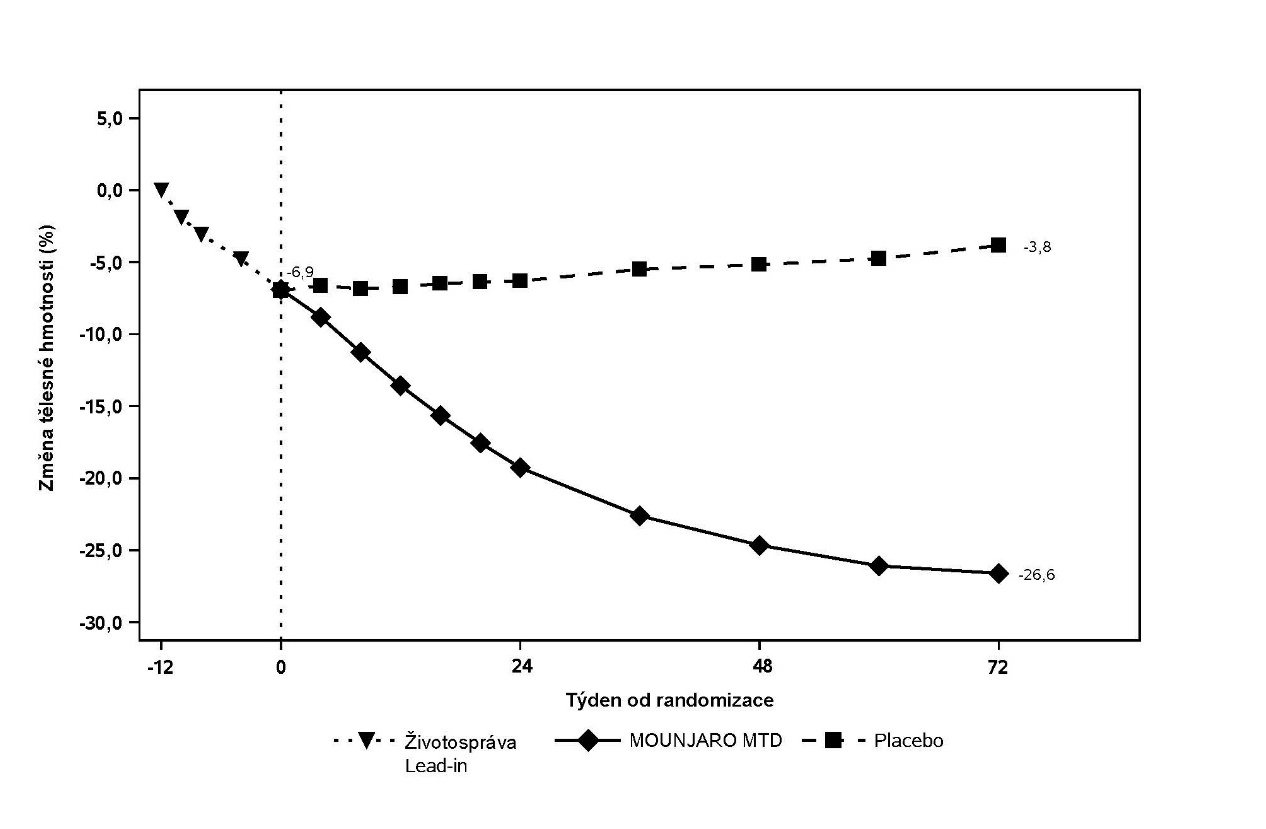 5,0
0,0
-5,0
-10,0
-15,0
-20,0
-25,0
-30,0
Změna tělesné hmotnosti (%)
-6,9
-3,8
-26,6
-12 0 24 48 72
Týden od randomizace
Životospráva MOUNJARO MTD Placebo
Lead-in